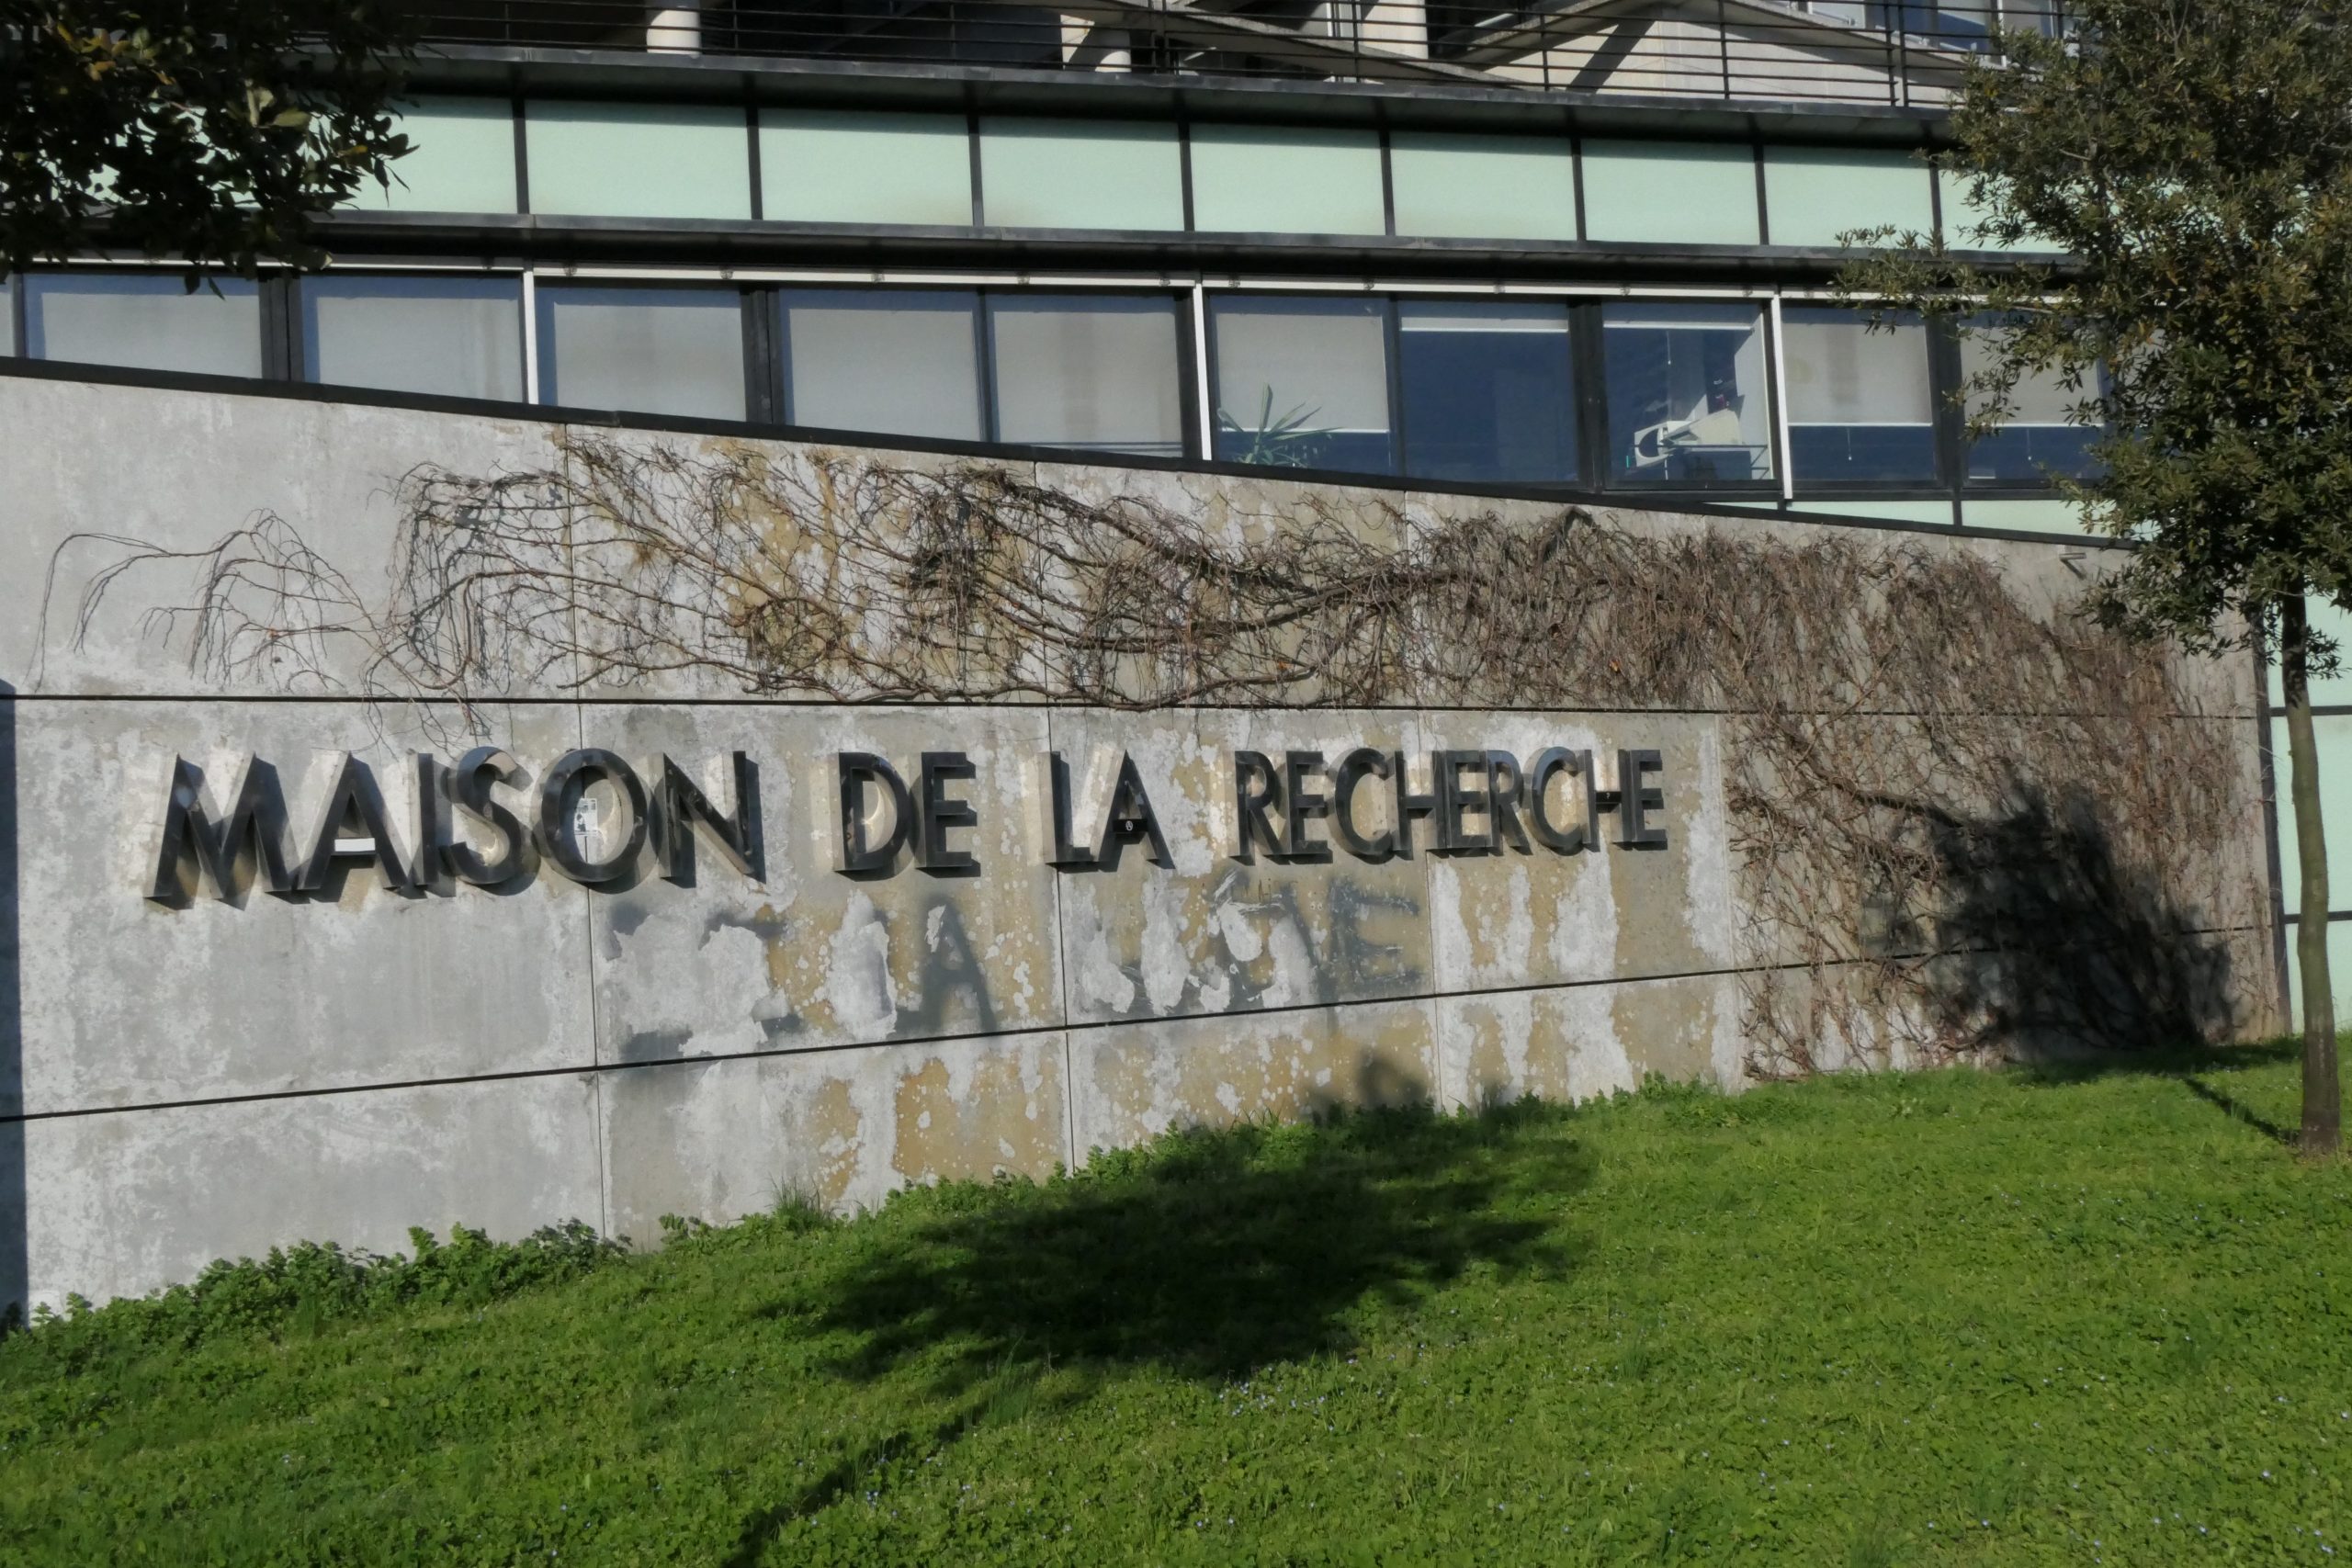 MAISON DE LA RECHERCHE